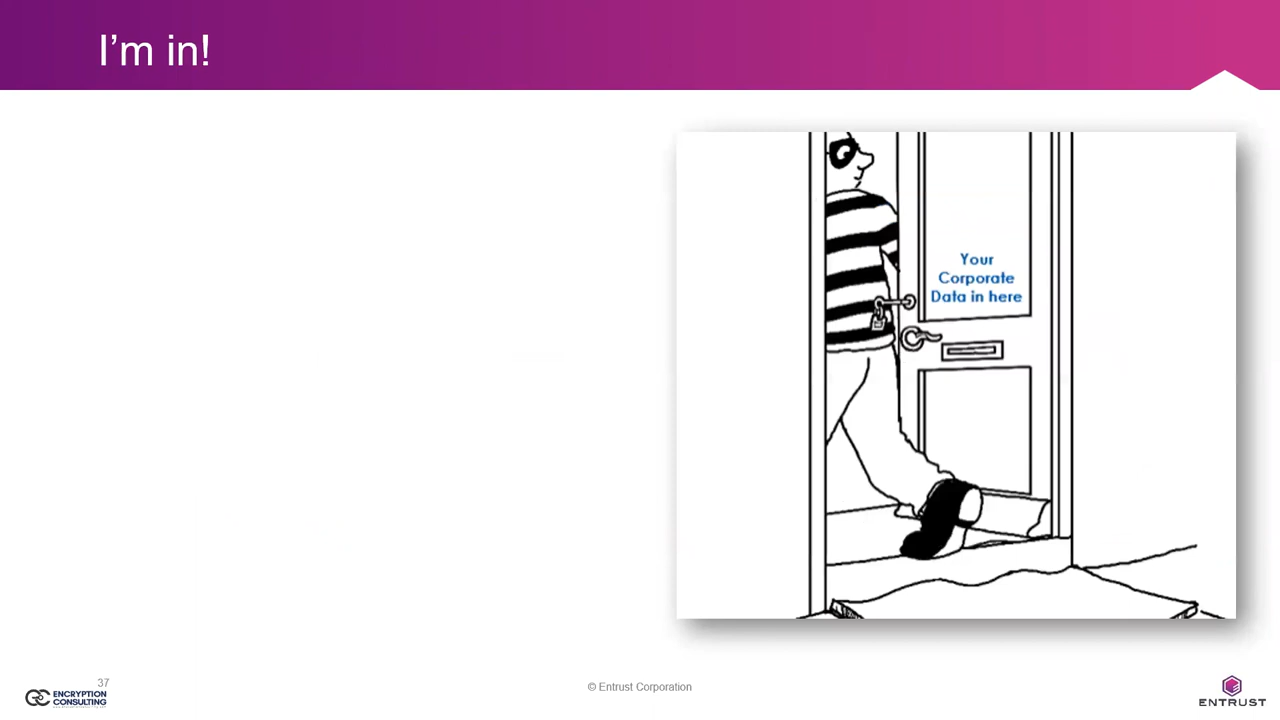 I'm in!
Your
Corporate
Data in here
37
ENCRYPTION
CONSULTING
© Entrust Corporation
ENTRUST